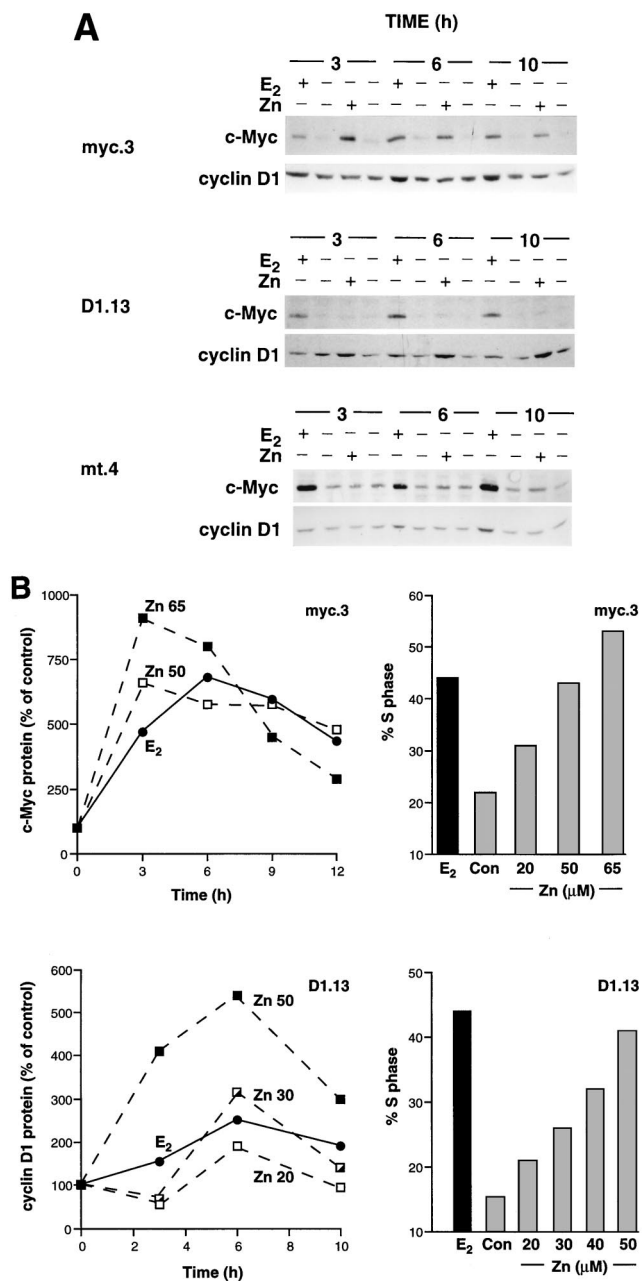 A
TIME (h)
3 6 10
E2 + − − − + − − − + − − −
Zn − − + − − − + − − − + −
myc.3
c-Myc
cyclin D1
3 6 10
E2 + − − − + − − − + − − −
Zn − − + − − − + − − − + −
D1.13
c-Myc
cyclin D1
3 6 10
E2 + − − − + − − − + − − −
Zn − − + − − − + − − − + −
mt.4
c-Myc
cyclin D1
B
myc.3
c-Myc protein (% of control)
1000
750
500
250
0
Zn 65
Zn 50
E2
0 3 6 9 12
Time (h)
myc.3
% S phase
60
50
40
30
20
10
E2 Con 20 50 65
Zn (μM)
D1.13
cyclin D1 protein (% of control)
600
500
400
300
200
100
0
Zn 50
Zn 30
E2
Zn 20
0 2 4 6 8 10
Time (h)
D1.13
% S phase
50
40
30
20
10
E2 Con 20 30 40 50
Zn (μM)